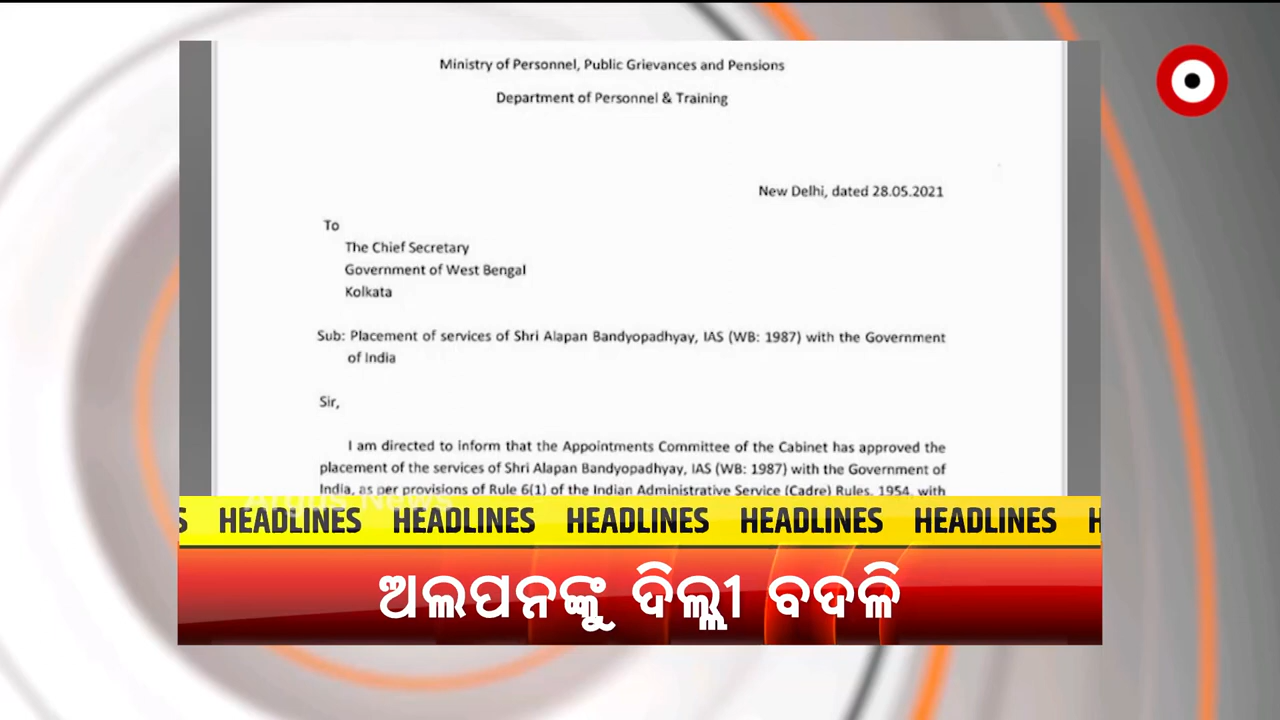 Ministry of Personnel, Public Grievances and Pensions
Department of Personnel & Training
New Delhi, dated 28.05.2021
To
The Chief Secretary
Government of West Bengal
Kolkata
Sub: Placement of services of Shri Alapan Bandyopadhyay, IAS (WB: 1987) with the Government
of India
Sir,
I am directed to inform that the Appointments Committee of the Cabinet has approved the
placement of the services of Shri Alapan Bandyopadhyay, IAS (WB: 1987) with the Government of
India, as per provisions of Rule 6(1) of the Indian Administrative Service (Cadre) Rules, 1954, with
Argus News
HEADLINES HEADLINES HEADLINES HEADLINES HEADLINES
ଅଲପନଙ୍କୁ ଦିଲ୍ଲୀ ବଦଳି